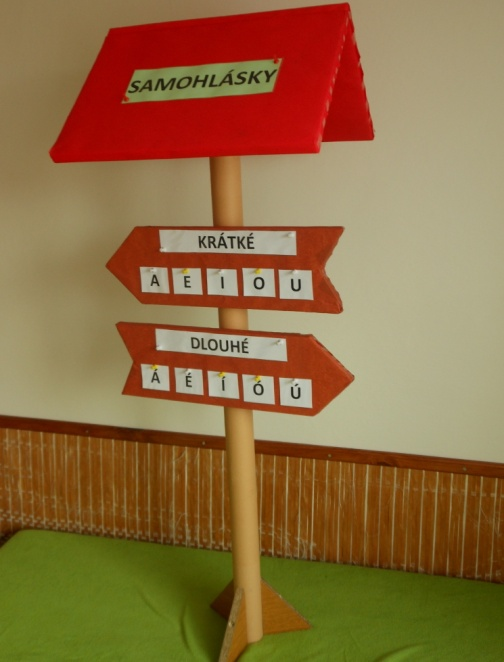 SAMOHLÁSKY
KRÁTKÉ
A E I O U
DLOUHÉ
Á É Í Ó Ú